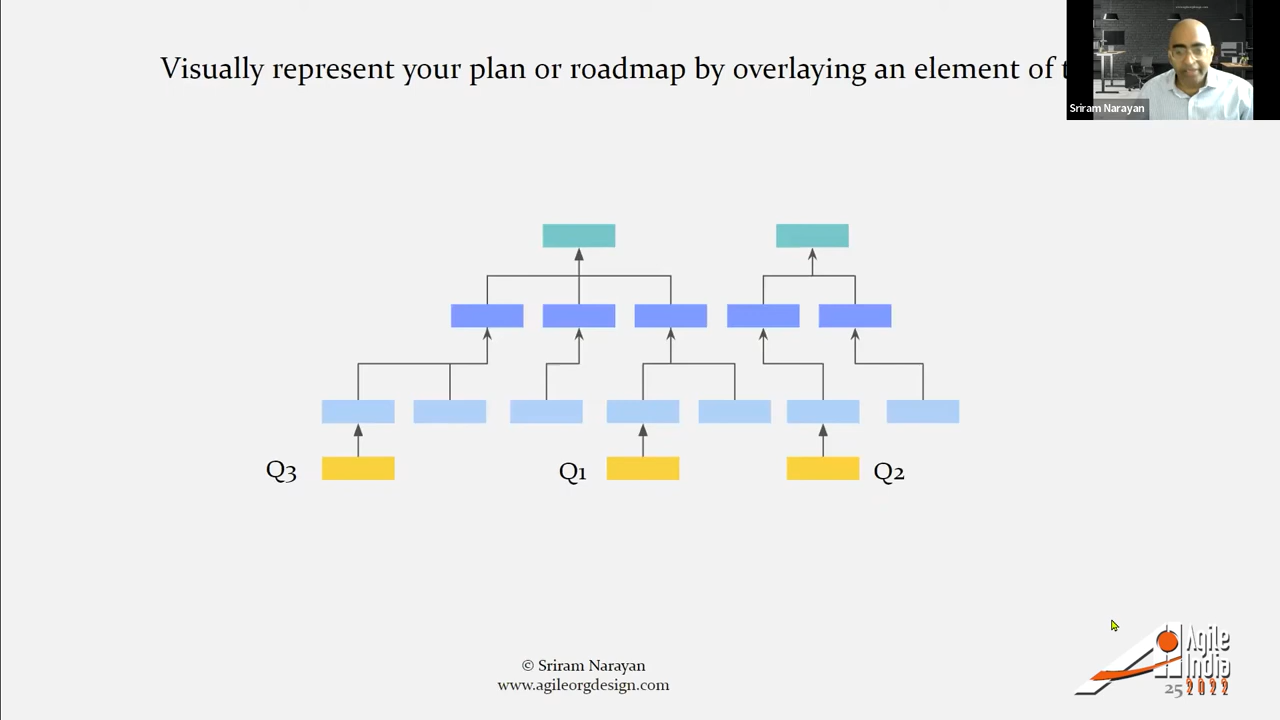 Visually represent your plan or roadmap by overlaying an element of
Sriram Narayan
Q3
Q1
Q2
© Sriram Narayan
www.agileorgdesign.com
Agile
India
25
2022